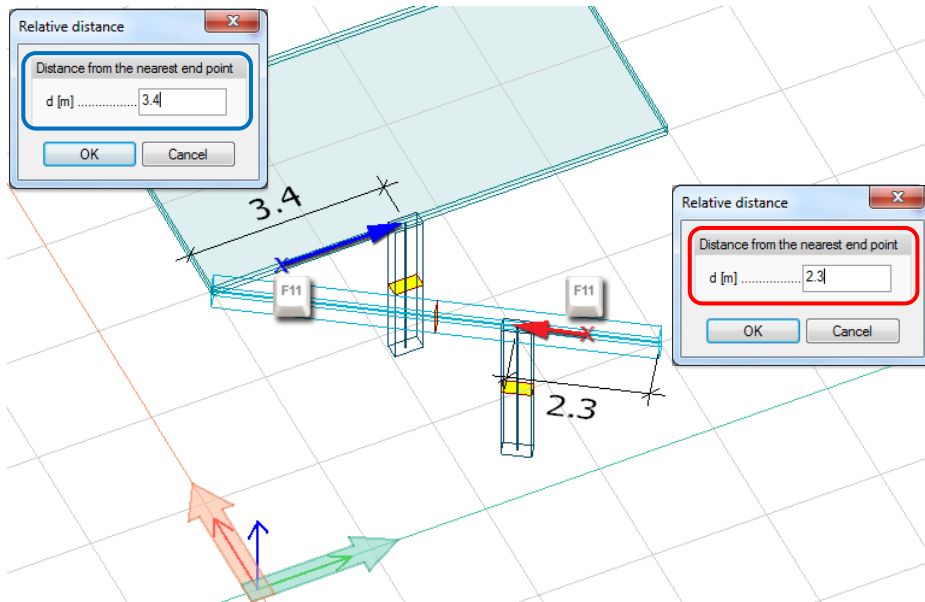 Relative distance
Distance from the nearest end point
d [m] ................. 3.4
OK Cancel
3.4
F11
F11
2.3
Relative distance
Distance from the nearest end point
d [m] ................. 2.3
OK Cancel